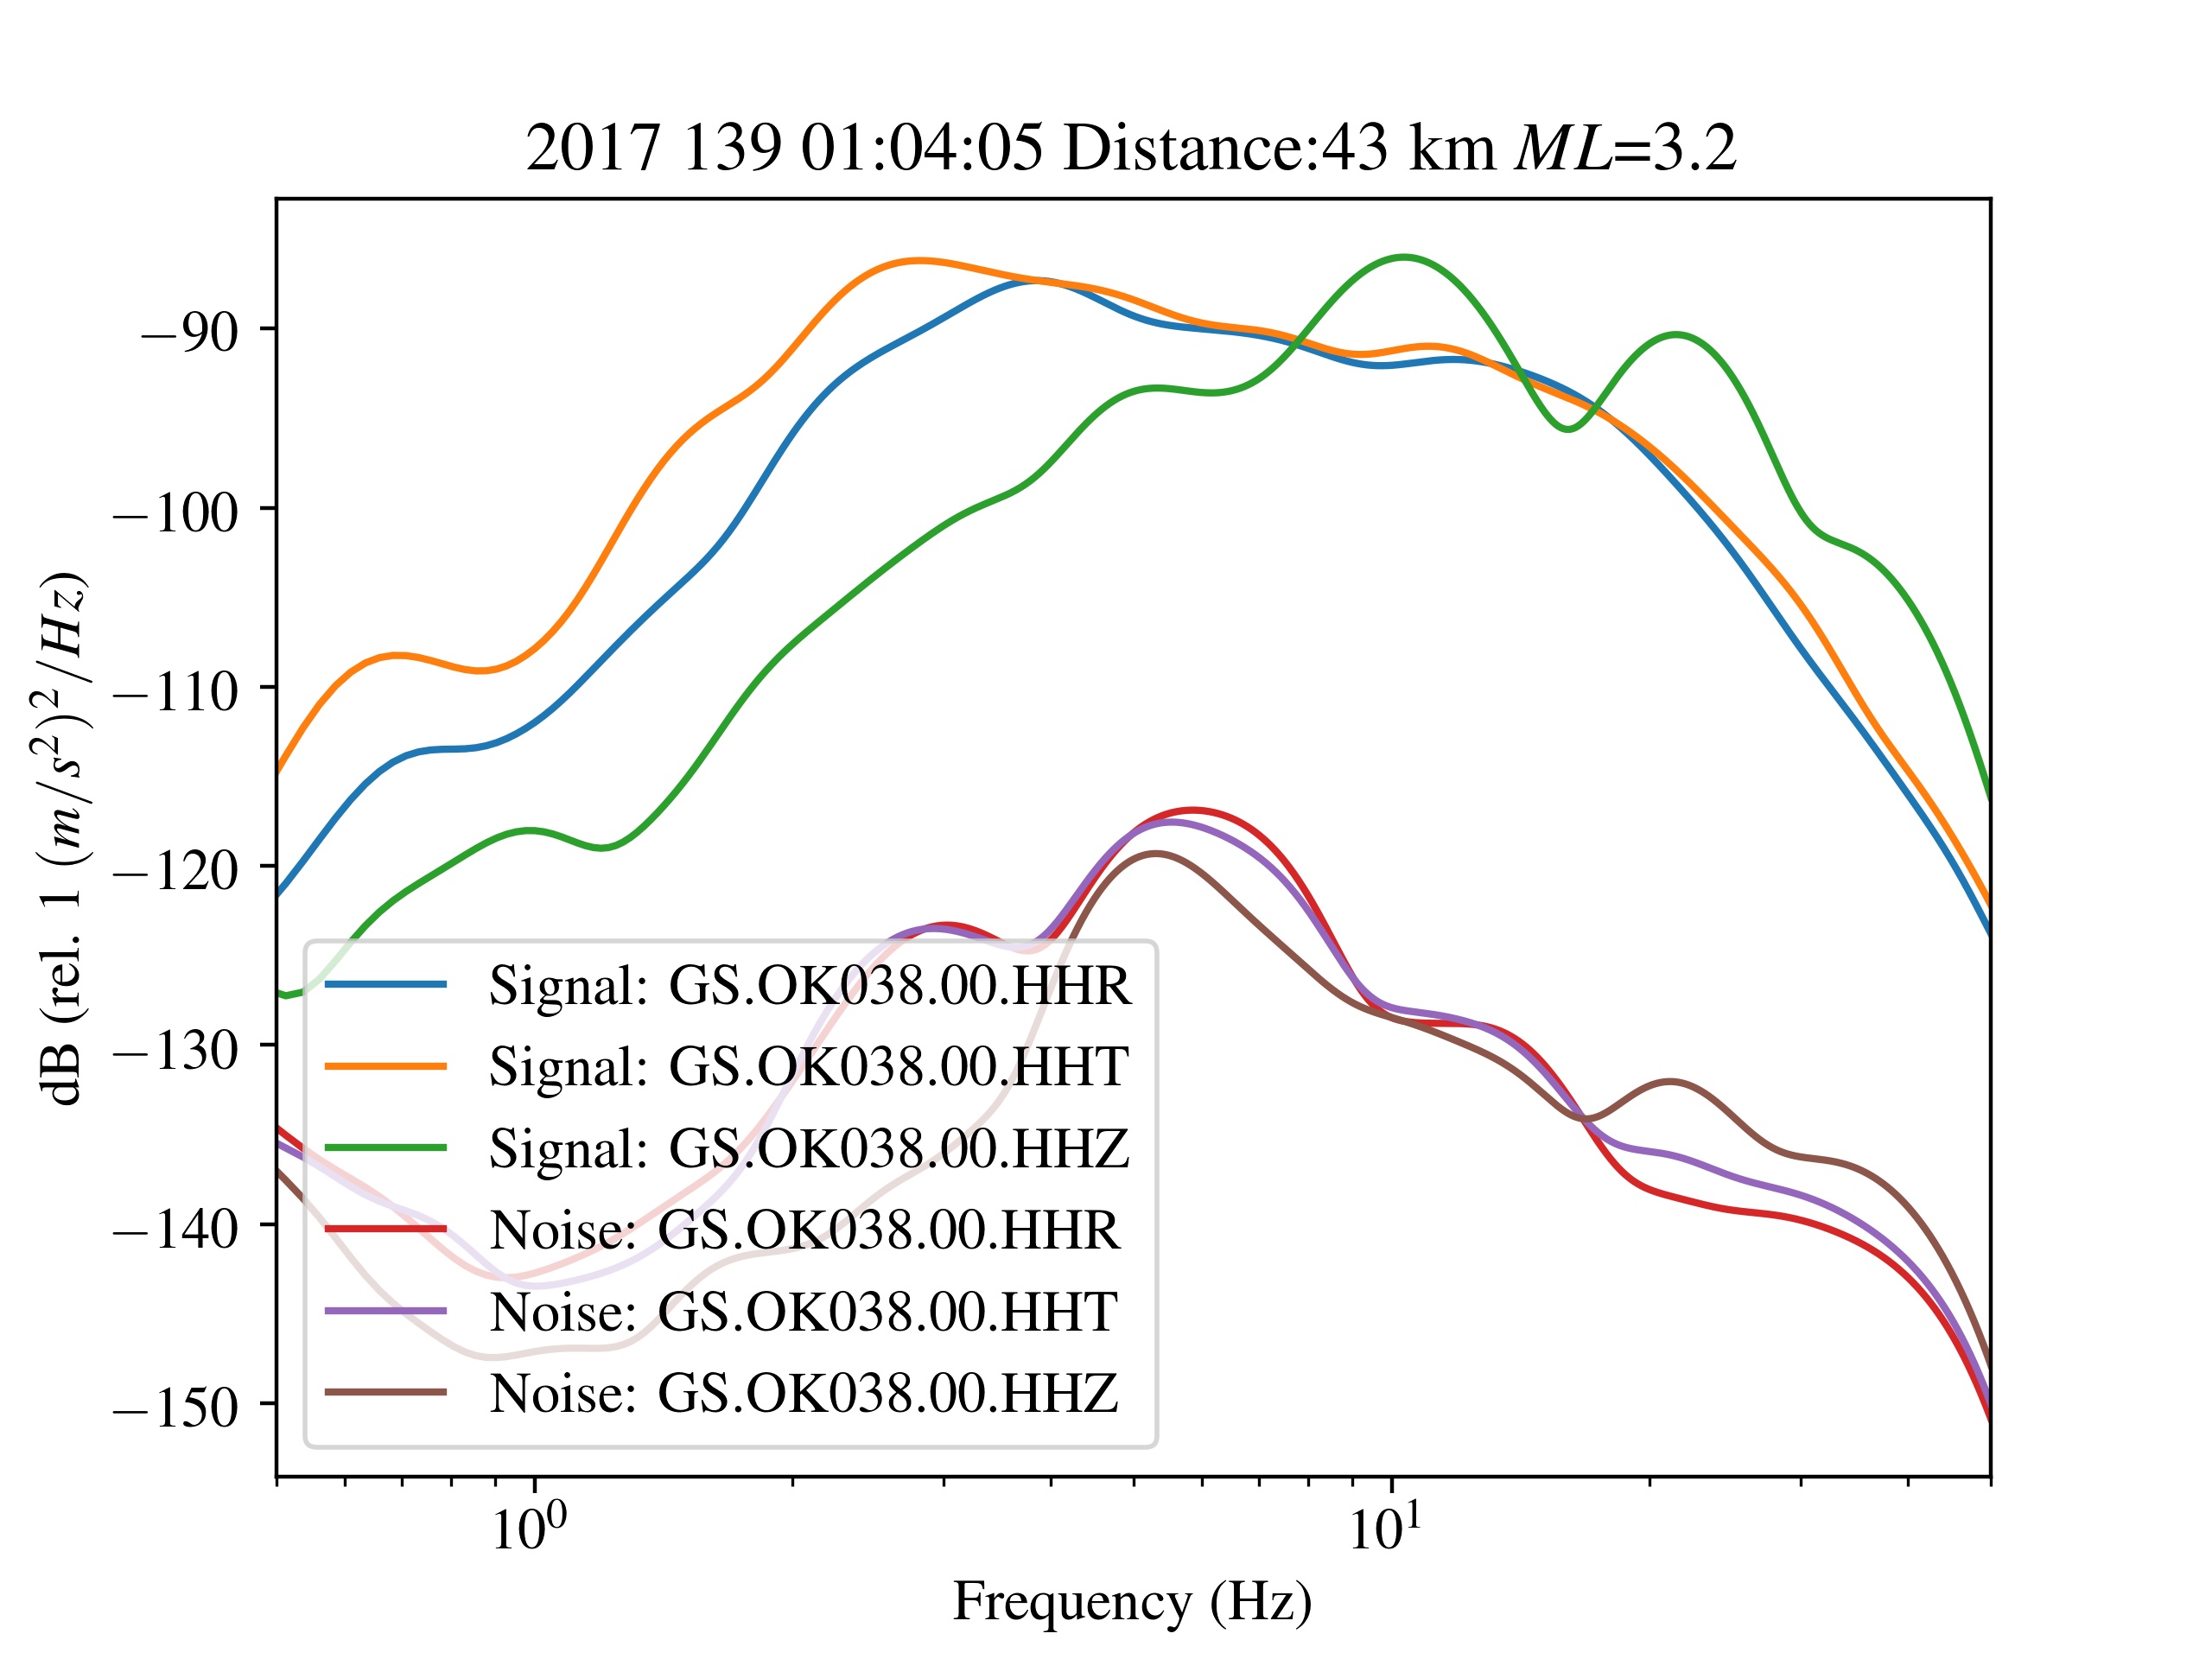 2017 139 01:04:05 Distance:43 km ML=3.2
dB (rel. 1 (m/s²)²/Hz)
−90
−100
−110
−120
−130
−140
−150
Signal: GS.OK038.00.HHR
Signal: GS.OK038.00.HHT
Signal: GS.OK038.00.HHZ
Noise: GS.OK038.00.HHR
Noise: GS.OK038.00.HHT
Noise: GS.OK038.00.HHZ
10⁰ 10¹
Frequency (Hz)